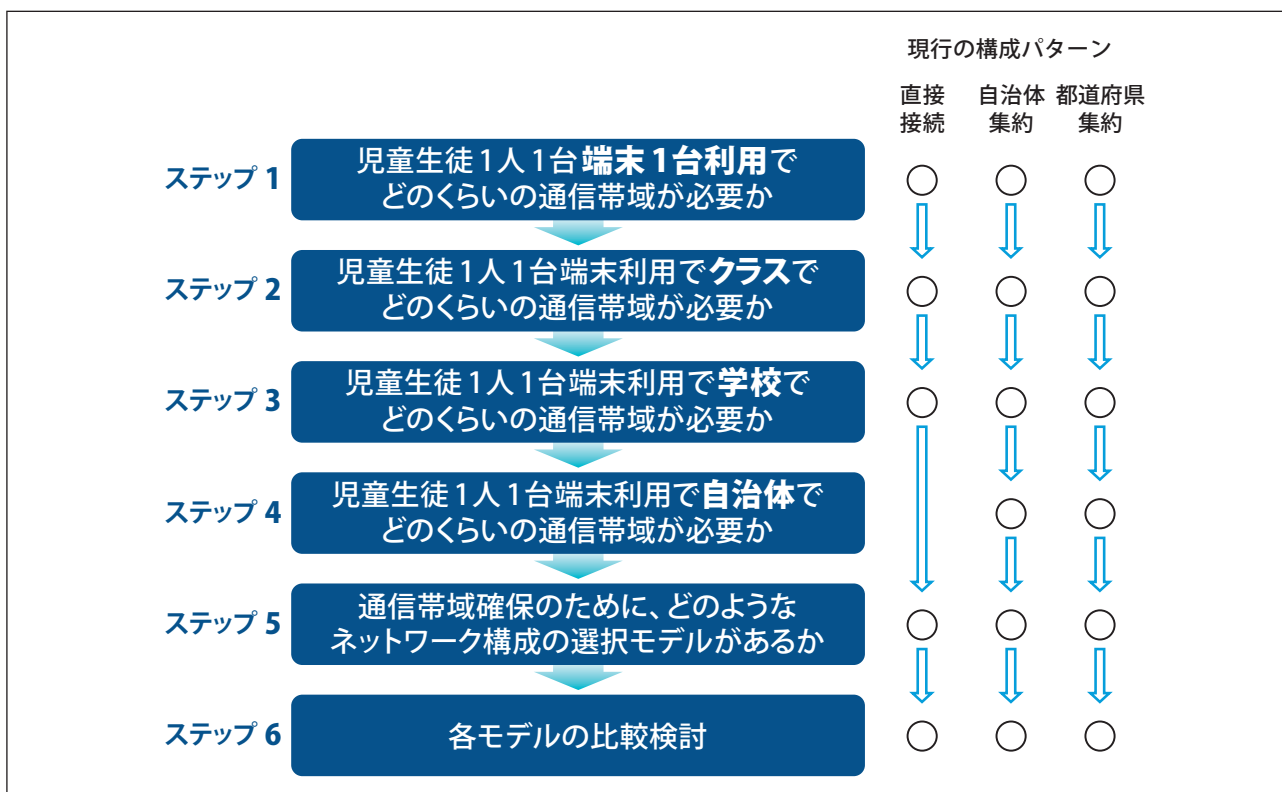 現行の構成パターン
直接
接続
自治体
集約
都道府県
集約
ステップ 1
児童生徒1人1台端末1台利用で
どのくらいの通信帯域が必要か
ステップ 2
児童生徒1人1台端末利用でクラスで
どのくらいの通信帯域が必要か
ステップ 3
児童生徒1人1台端末利用で学校で
どのくらいの通信帯域が必要か
ステップ 4
児童生徒1人1台端末利用で自治体で
どのくらいの通信帯域が必要か
ステップ 5
通信帯域確保のために、どのような
ネットワーク構成の選択モデルがあるか
ステップ 6
各モデルの比較検討